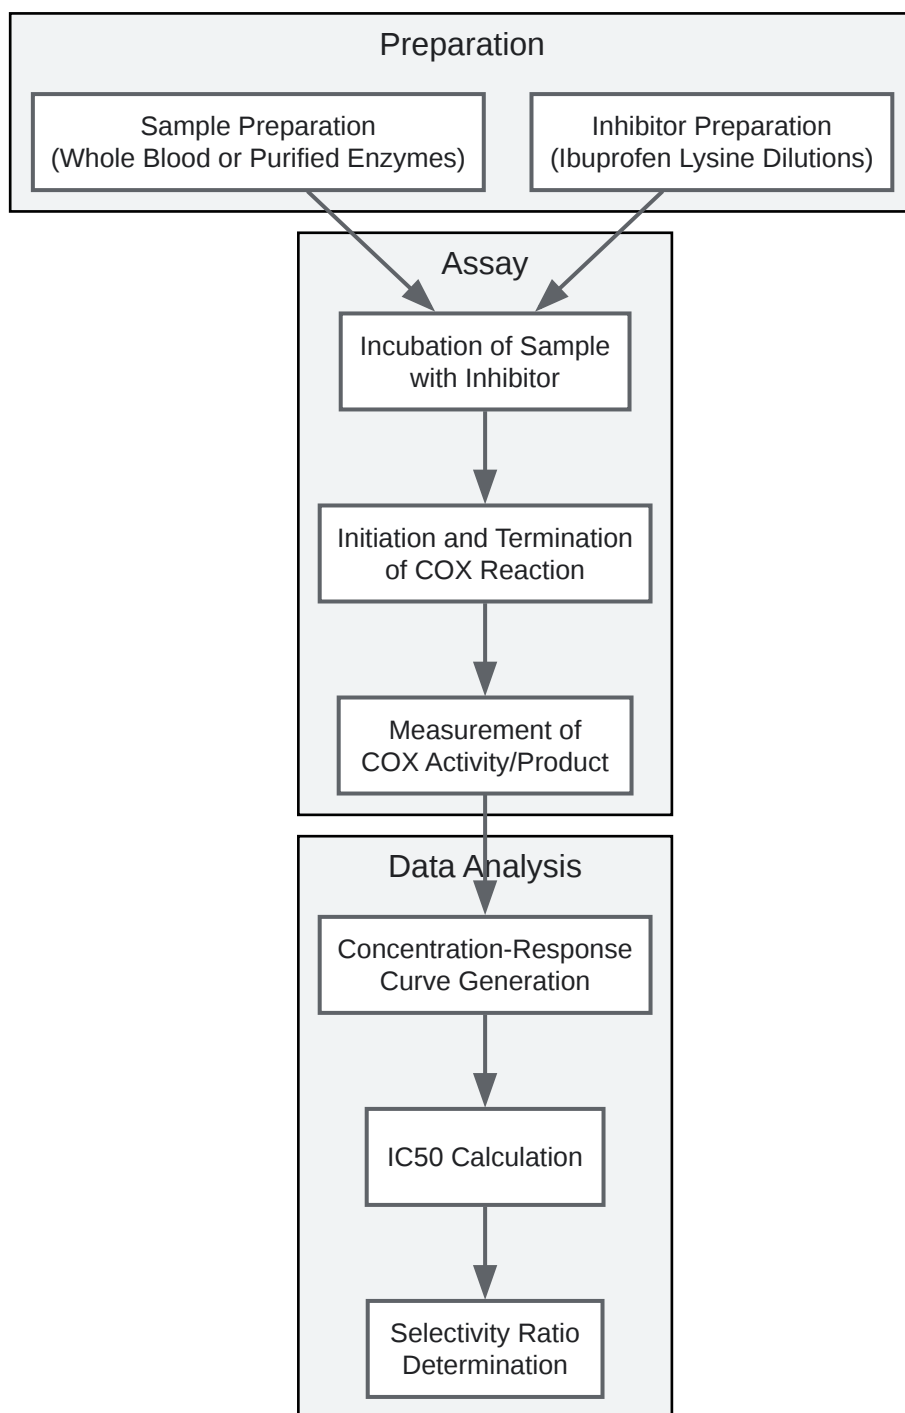 Preparation
Sample Preparation
(Whole Blood or Purified Enzymes)
Inhibitor Preparation
(Ibuprofen Lysine Dilutions)
Assay
Incubation of Sample
with Inhibitor
Initiation and Termination
of COX Reaction
Measurement of
COX Activity/Product
Data Analysis
Concentration-Response
Curve Generation
IC50 Calculation
Selectivity Ratio
Determination